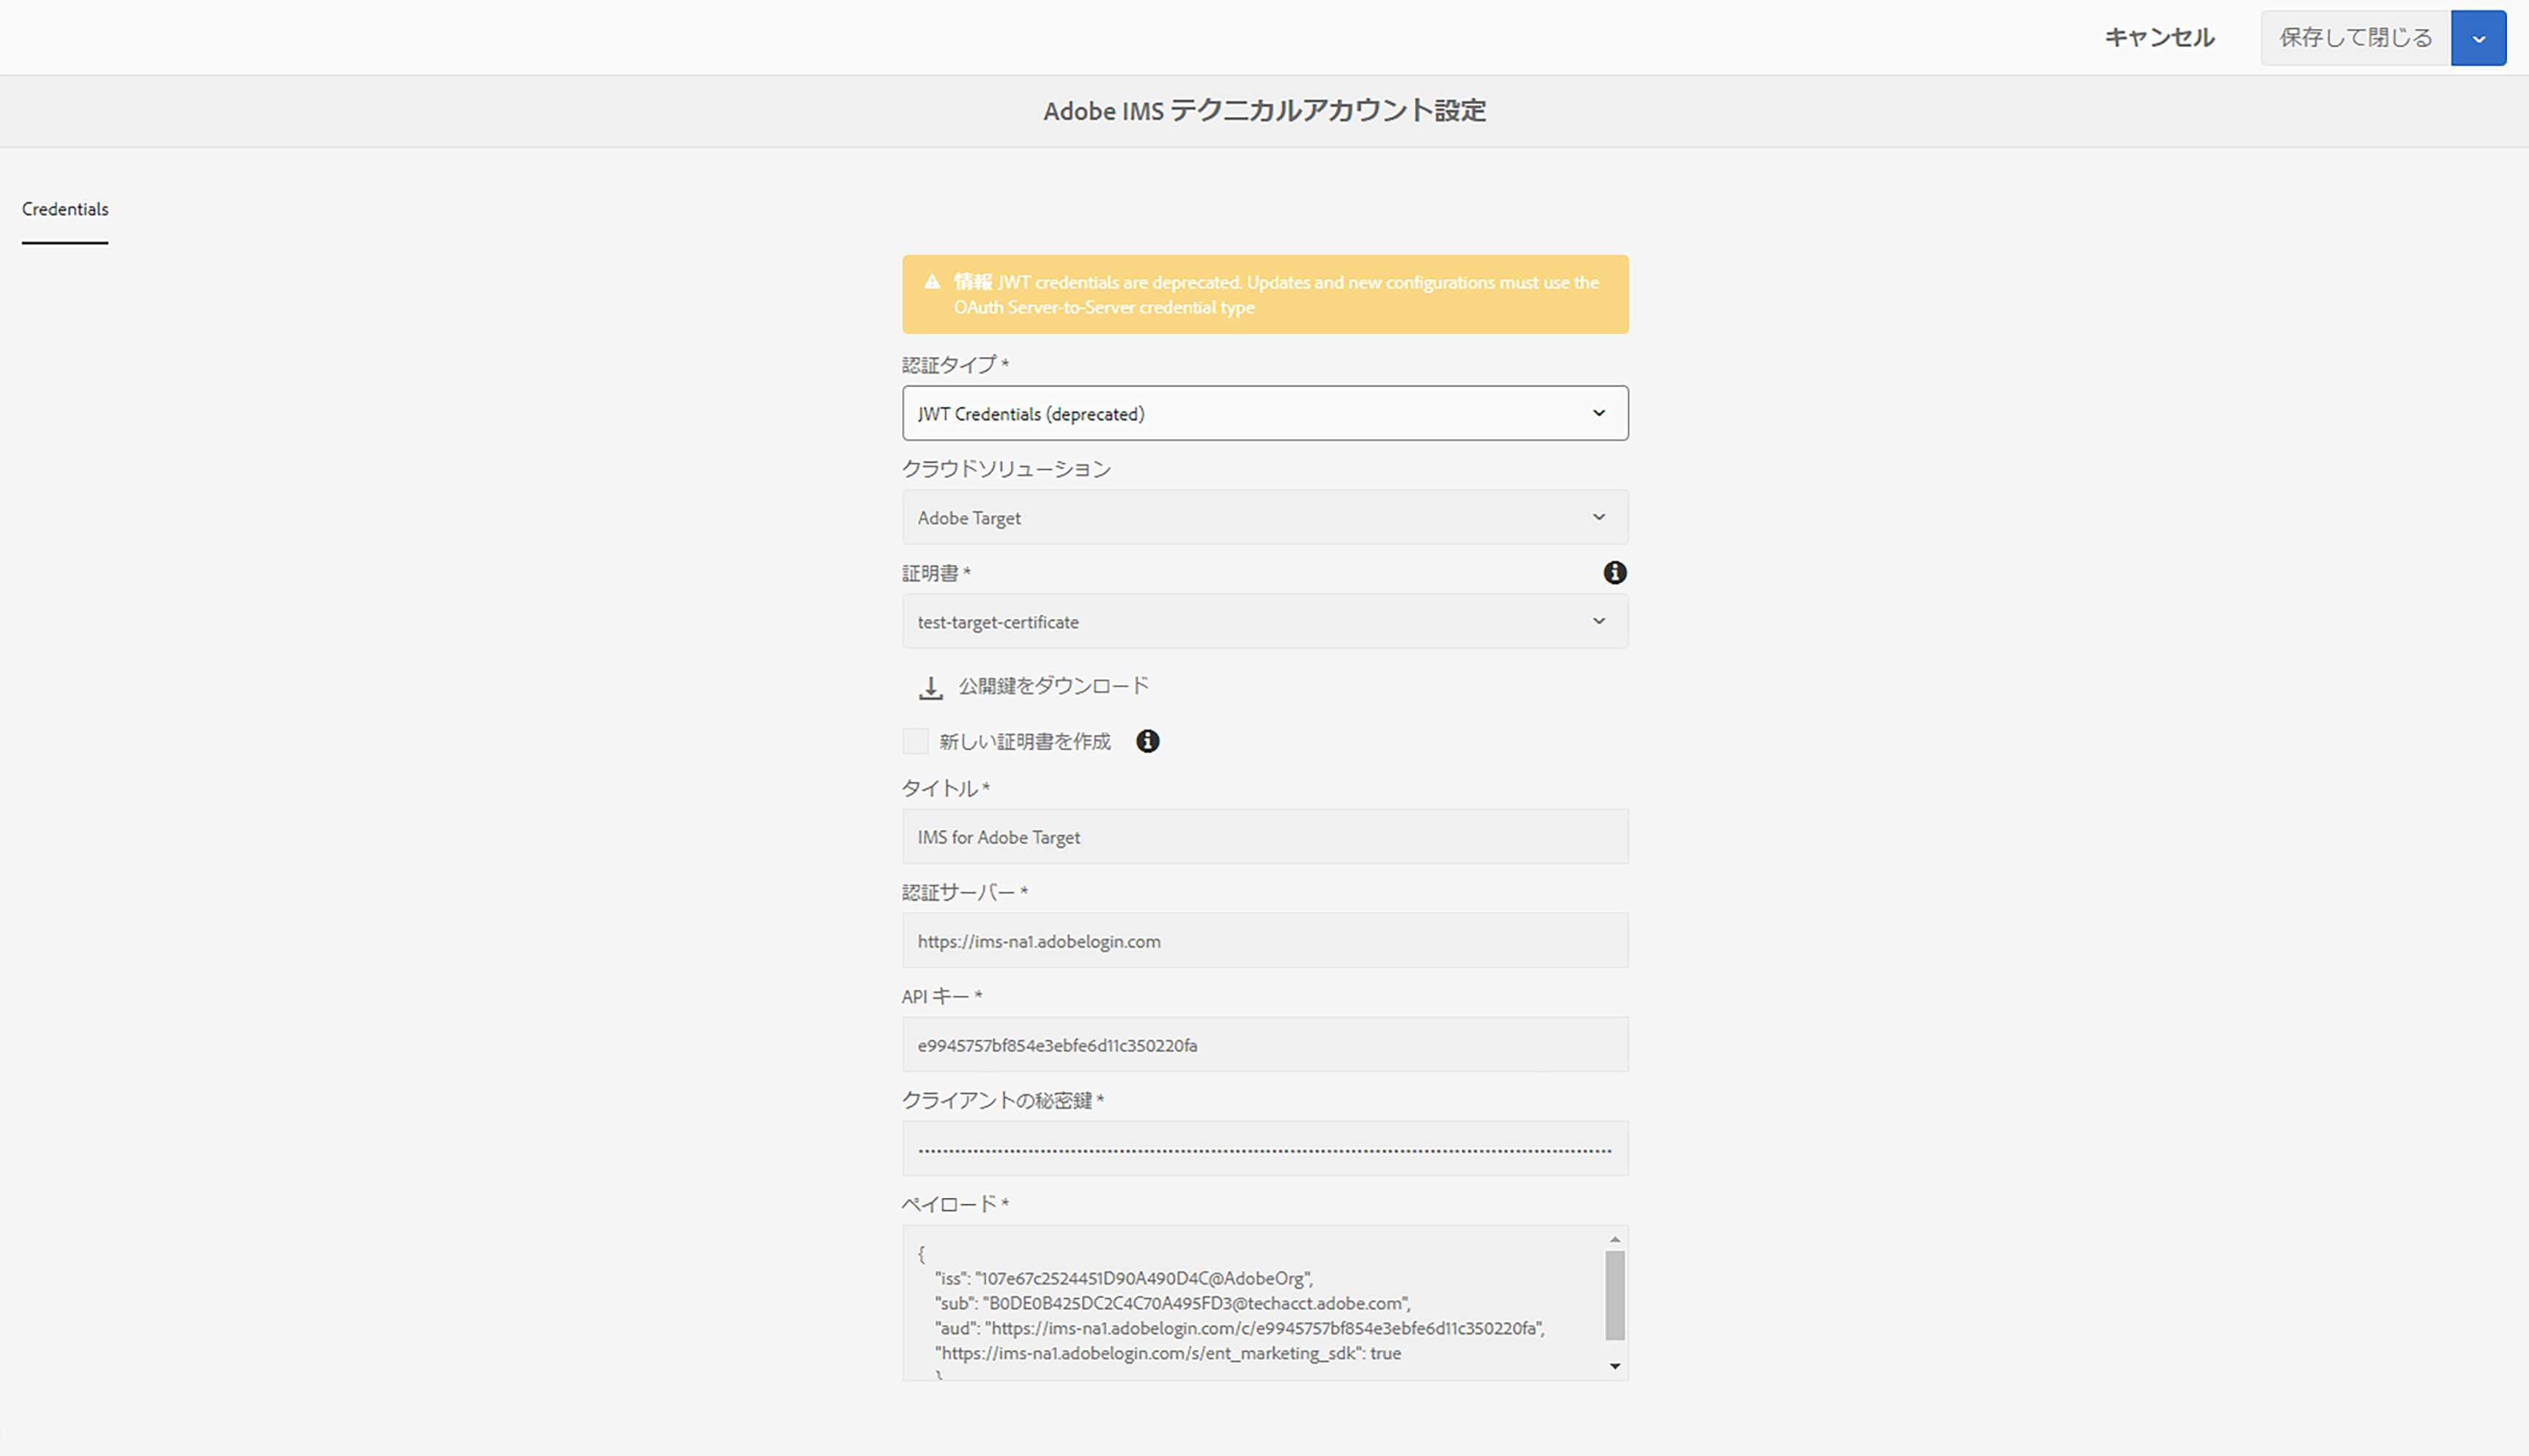 キャンセル
保存して閉じる
Adobe IMS テクニカルアカウント設定
Credentials
情報 JWT credentials are deprecated. Updates and new configurations must use the
OAuth Server-to-Server credential type
認証タイプ *
JWT Credentials (deprecated)
クラウドソリューション
Adobe Target
証明書 *
test-target-certificate
公開鍵をダウンロード
新しい証明書を作成
タイトル *
IMS for Adobe Target
認証サーバー *
https://ims-na1.adobelogin.com
API キー *
e9945757bf854e3ebfe6d11c350220fa
クライアントの秘密鍵 *
ペイロード *
{
"iss": "107e67c2524451D90A490D4C@AdobeOrg",
"sub": "B0DE0B425DC2C4C70A495FD3@techacct.adobe.com",
"aud": "https://ims-na1.adobelogin.com/c/e9945757bf854e3ebfe6d11c350220fa",
"https://ims-na1.adobelogin.com/s/ent_marketing_sdk": true
}